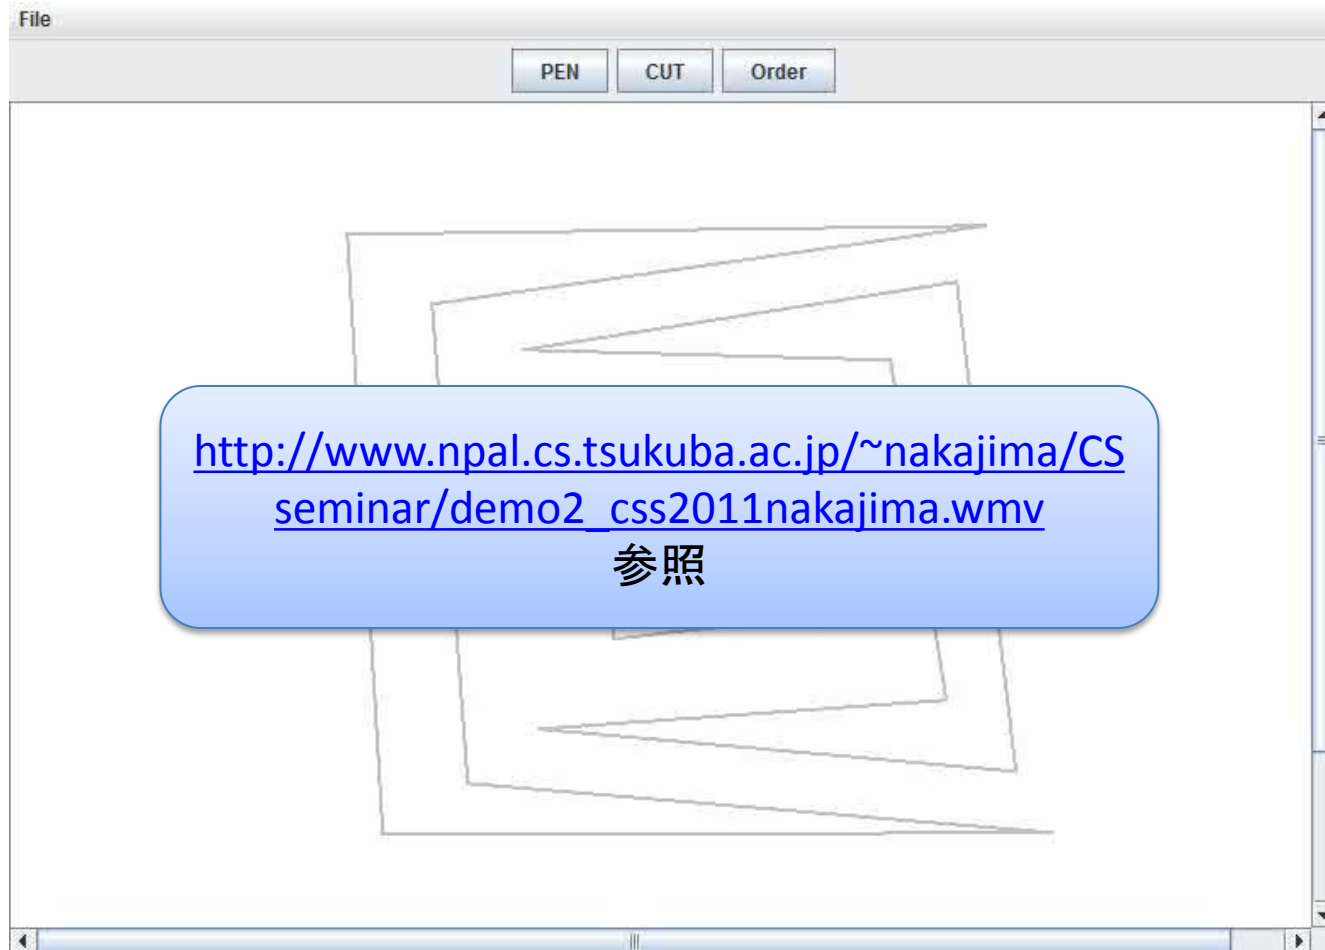 File
PEN CUT Order
http://www.npal.cs.tsukuba.ac.jp/~nakajima/CS
seminar/demo2_css2011nakajima.wmv
参照